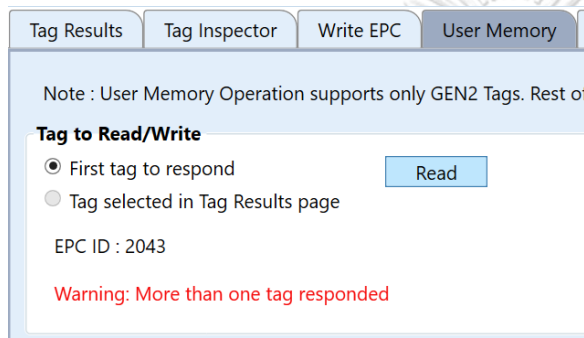 Tag Results Tag Inspector Write EPC User Memory
Note : User Memory Operation supports only GEN2 Tags. Rest of
Tag to Read/Write
First tag to respond Read
Tag selected in Tag Results page
EPC ID : 2043
Warning: More than one tag responded